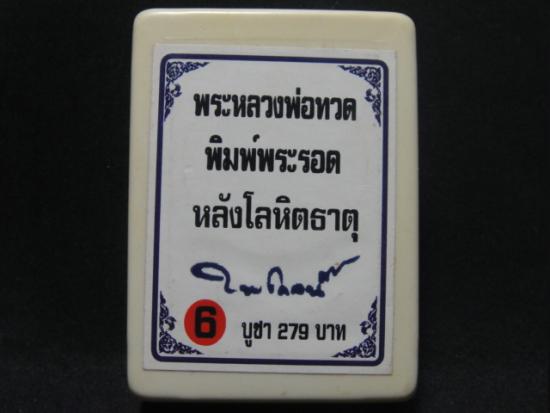 พระหลวงพ่อทวด
พิมพ์พระรอด
หลังโลหิตธาตุ
6 บูชา 279 บาท